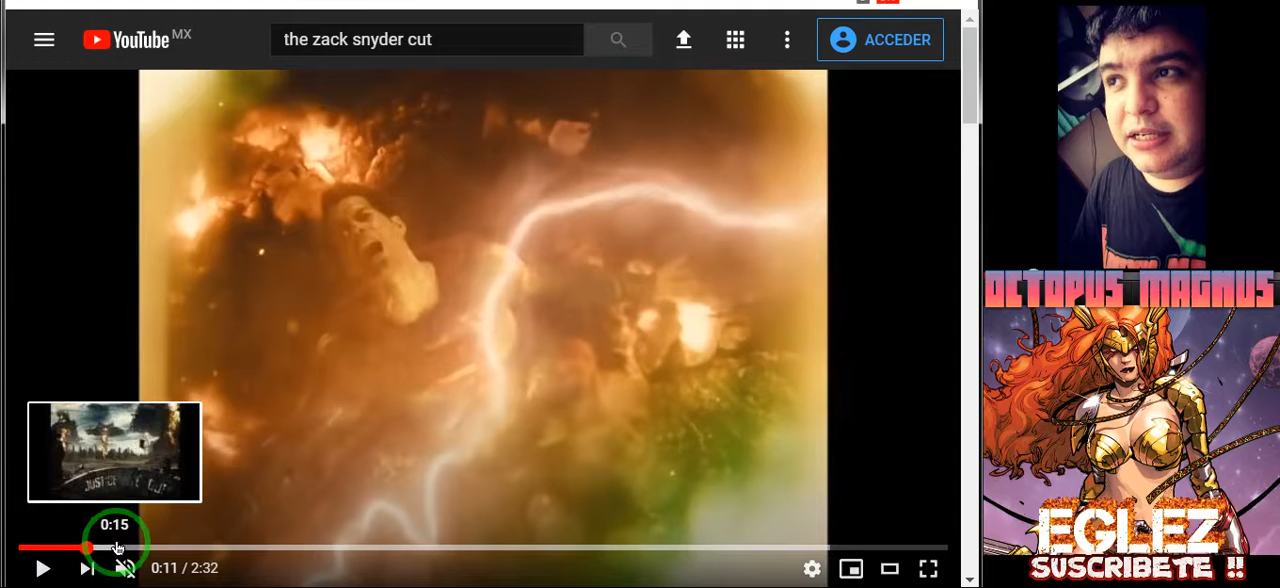 YouTube MX
the zack snyder cut
ACCEDER
0:15
0:11 / 2:32
OCTOPUS MAGNUS
EGLEZ
SUSCRIBETE !!